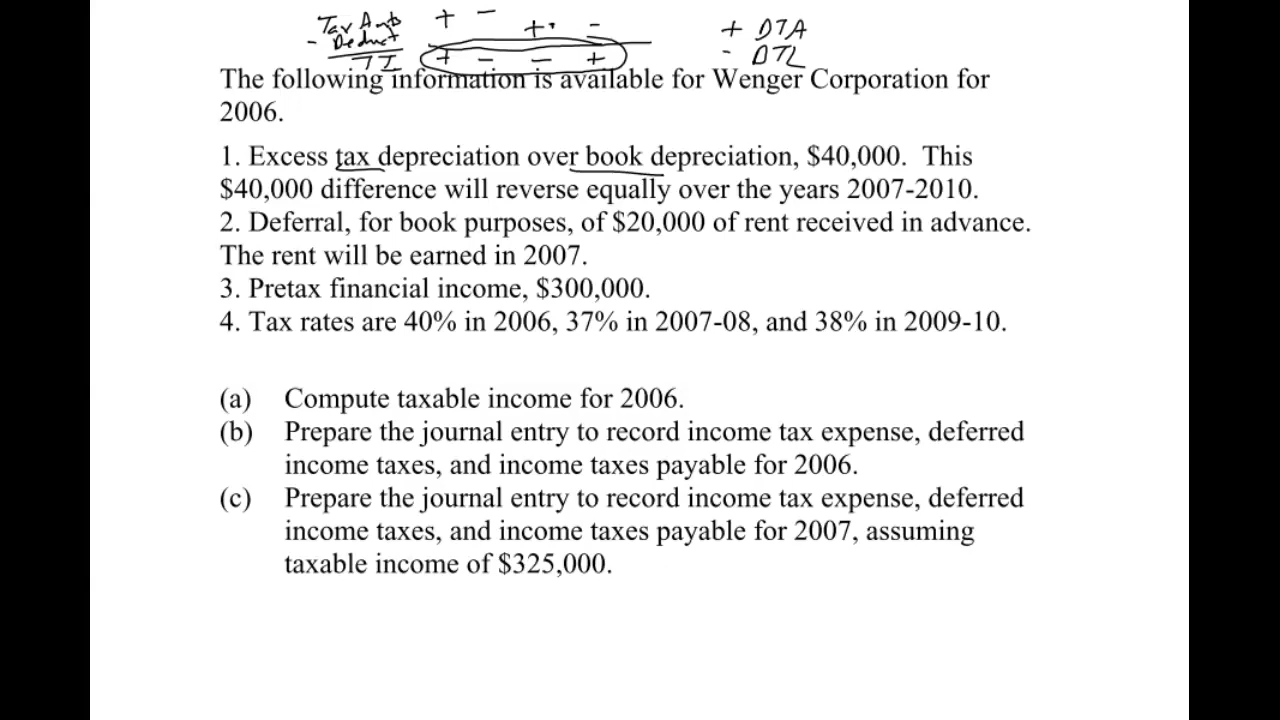 Tax Amt + - +  -
- Deduct
TI + - - +
+ DTA
- DTL
The following information is available for Wenger Corporation for
2006.
1. Excess tax depreciation over book depreciation, $40,000. This
$40,000 difference will reverse equally over the years 2007-2010.
2. Deferral, for book purposes, of $20,000 of rent received in advance.
The rent will be earned in 2007.
3. Pretax financial income, $300,000.
4. Tax rates are 40% in 2006, 37% in 2007-08, and 38% in 2009-10.
(a) Compute taxable income for 2006.
(b) Prepare the journal entry to record income tax expense, deferred
income taxes, and income taxes payable for 2006.
(c) Prepare the journal entry to record income tax expense, deferred
income taxes, and income taxes payable for 2007, assuming
taxable income of $325,000.